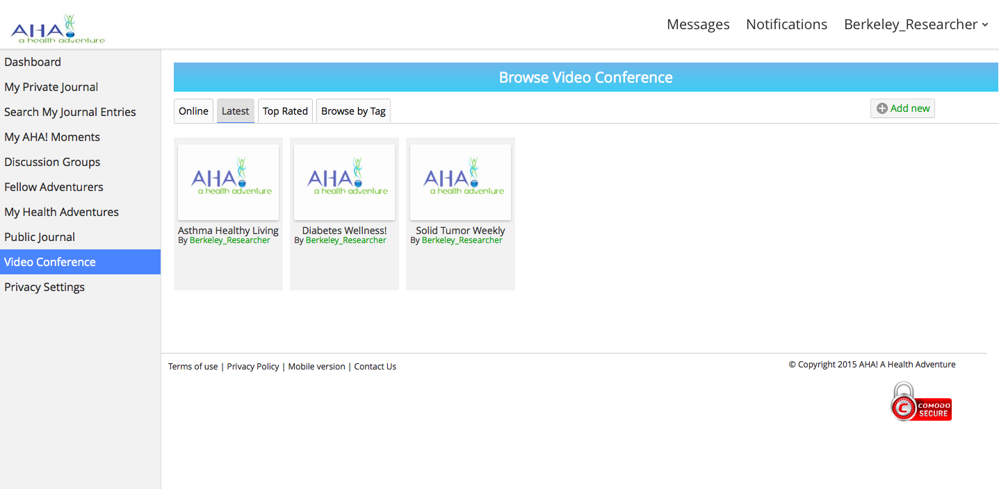 AHA!
a health adventure
Messages Notifications Berkeley_Researcher
Dashboard
My Private Journal
Search My Journal Entries
My AHA! Moments
Discussion Groups
Fellow Adventurers
My Health Adventures
Public Journal
Video Conference
Privacy Settings
Browse Video Conference
Online Latest Top Rated Browse by Tag Add new
AHA!
a health adventure
Asthma Healthy Living
By Berkeley_Researcher
AHA!
a health adventure
Diabetes Wellness!
By Berkeley_Researcher
AHA!
a health adventure
Solid Tumor Weekly
By Berkeley_Researcher
Terms of use | Privacy Policy | Mobile version | Contact Us
© Copyright 2015 AHA! A Health Adventure
C
COMODO
SECURE